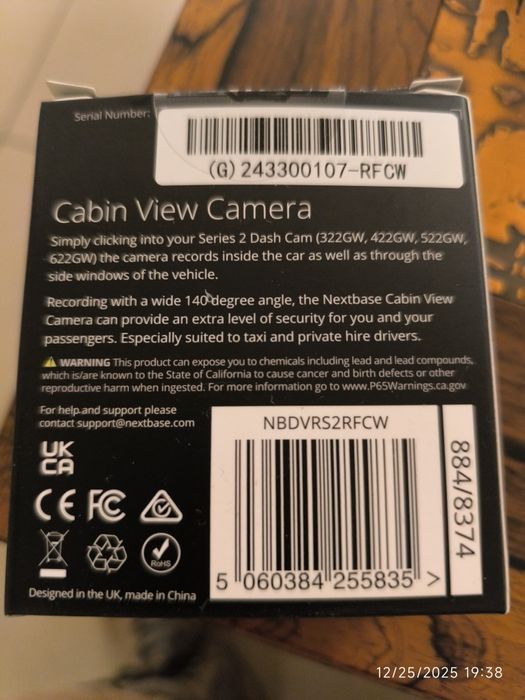 Serial Number:
(G) 243300107-RFCW
Cabin View Camera
Simply clicking into your Series 2 Dash Cam (322GW, 422GW, 522GW,
622GW) the camera records inside the car as well as through the
side windows of the vehicle.
Recording with a wide 140 degree angle, the Nextbase Cabin View
Camera can provide an extra level of security for you and your
passengers. Especially suited to taxi and private hire drivers.
⚠ WARNING This product can expose you to chemicals including lead and lead compounds,
which is/are known to the State of California to cause cancer and birth defects or other
reproductive harm when ingested. For more information go to www.P65Warnings.ca.gov
For help and support please
contact support@nextbase.com
UK
CA
CE FC
RoHS
Designed in the UK, made in China
NBDVRS2RFCW
5 060384 255835 >
884/8374
12/25/2025 19:38